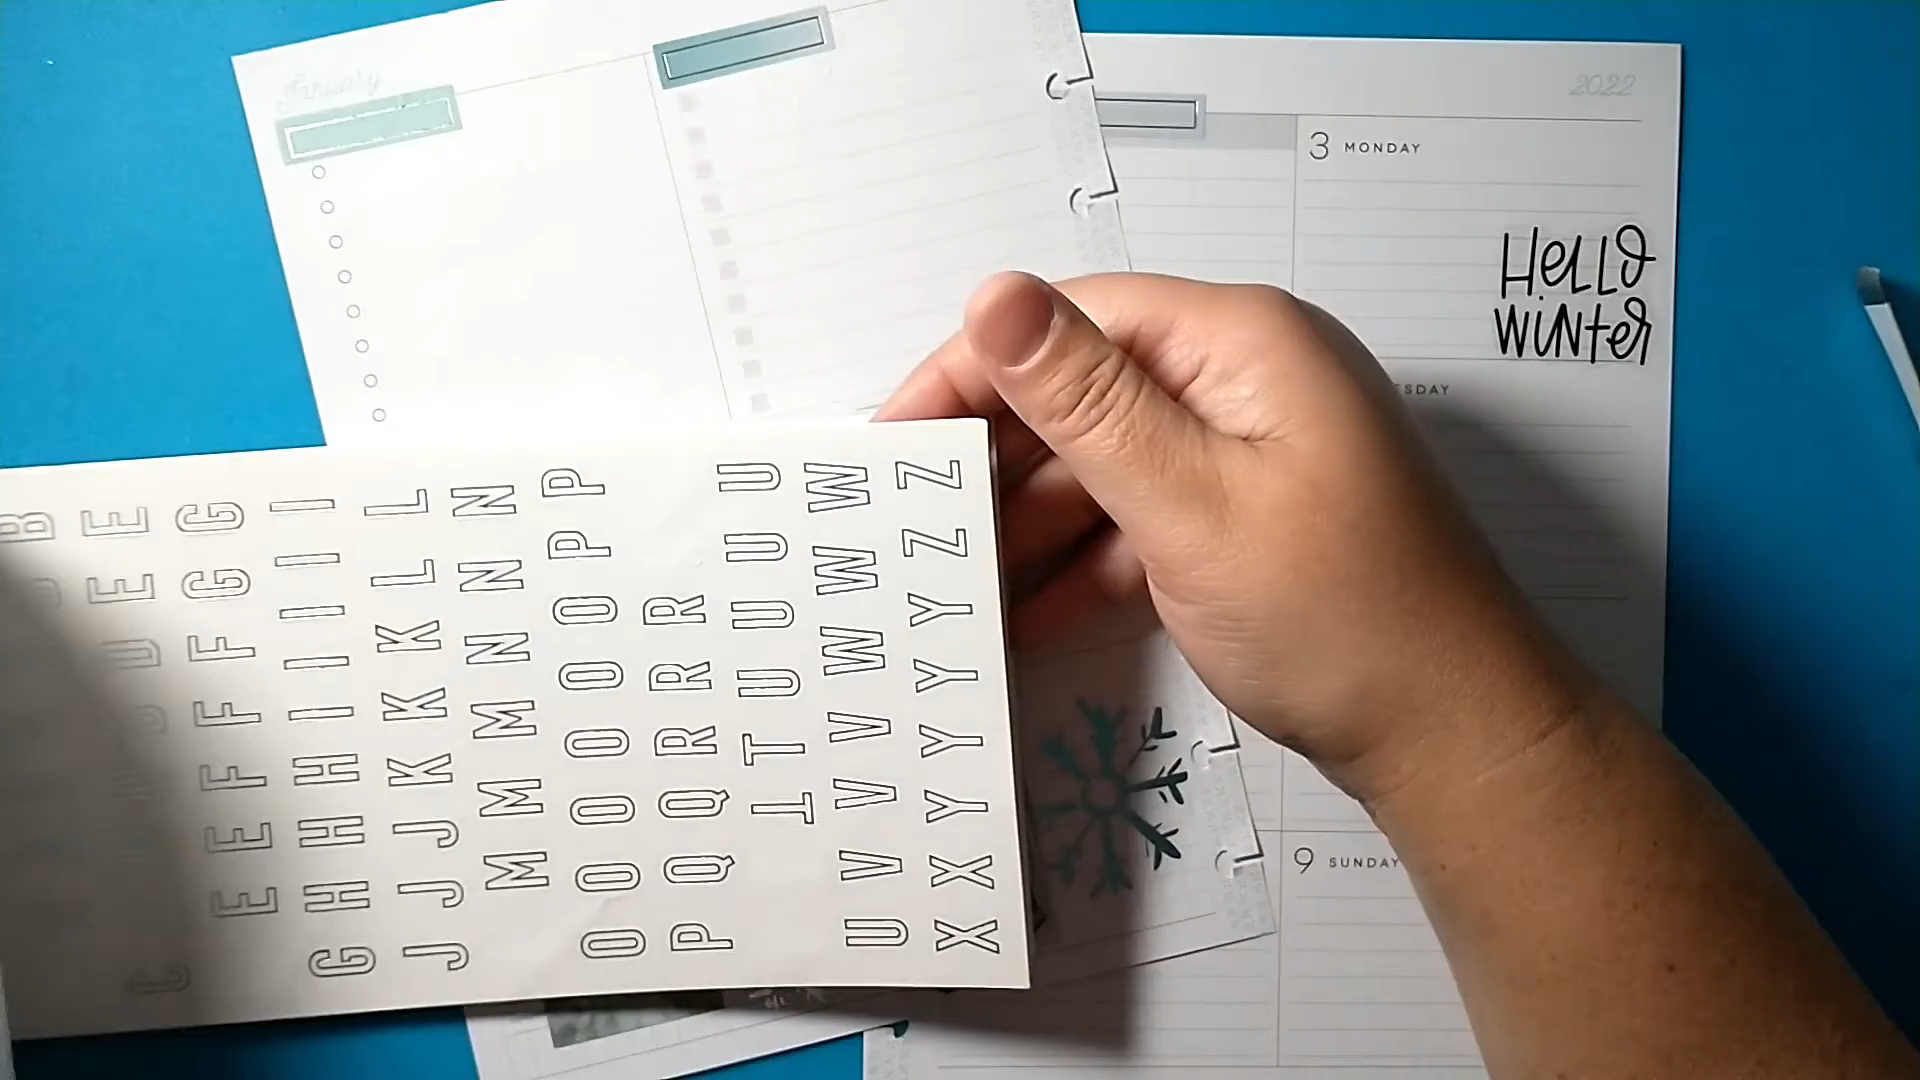 January
2022
3 MONDAY
HELLO
WINTER
SDAY
9 SUNDAY
B
C D E E
E E F F F G G
G H H H I I I I
J J J K K K L L
M M M N N N
O O O O O O P P
P Q Q R R R
T T U U U U
U V V V W W W
X X Y Y Y Y Z Z